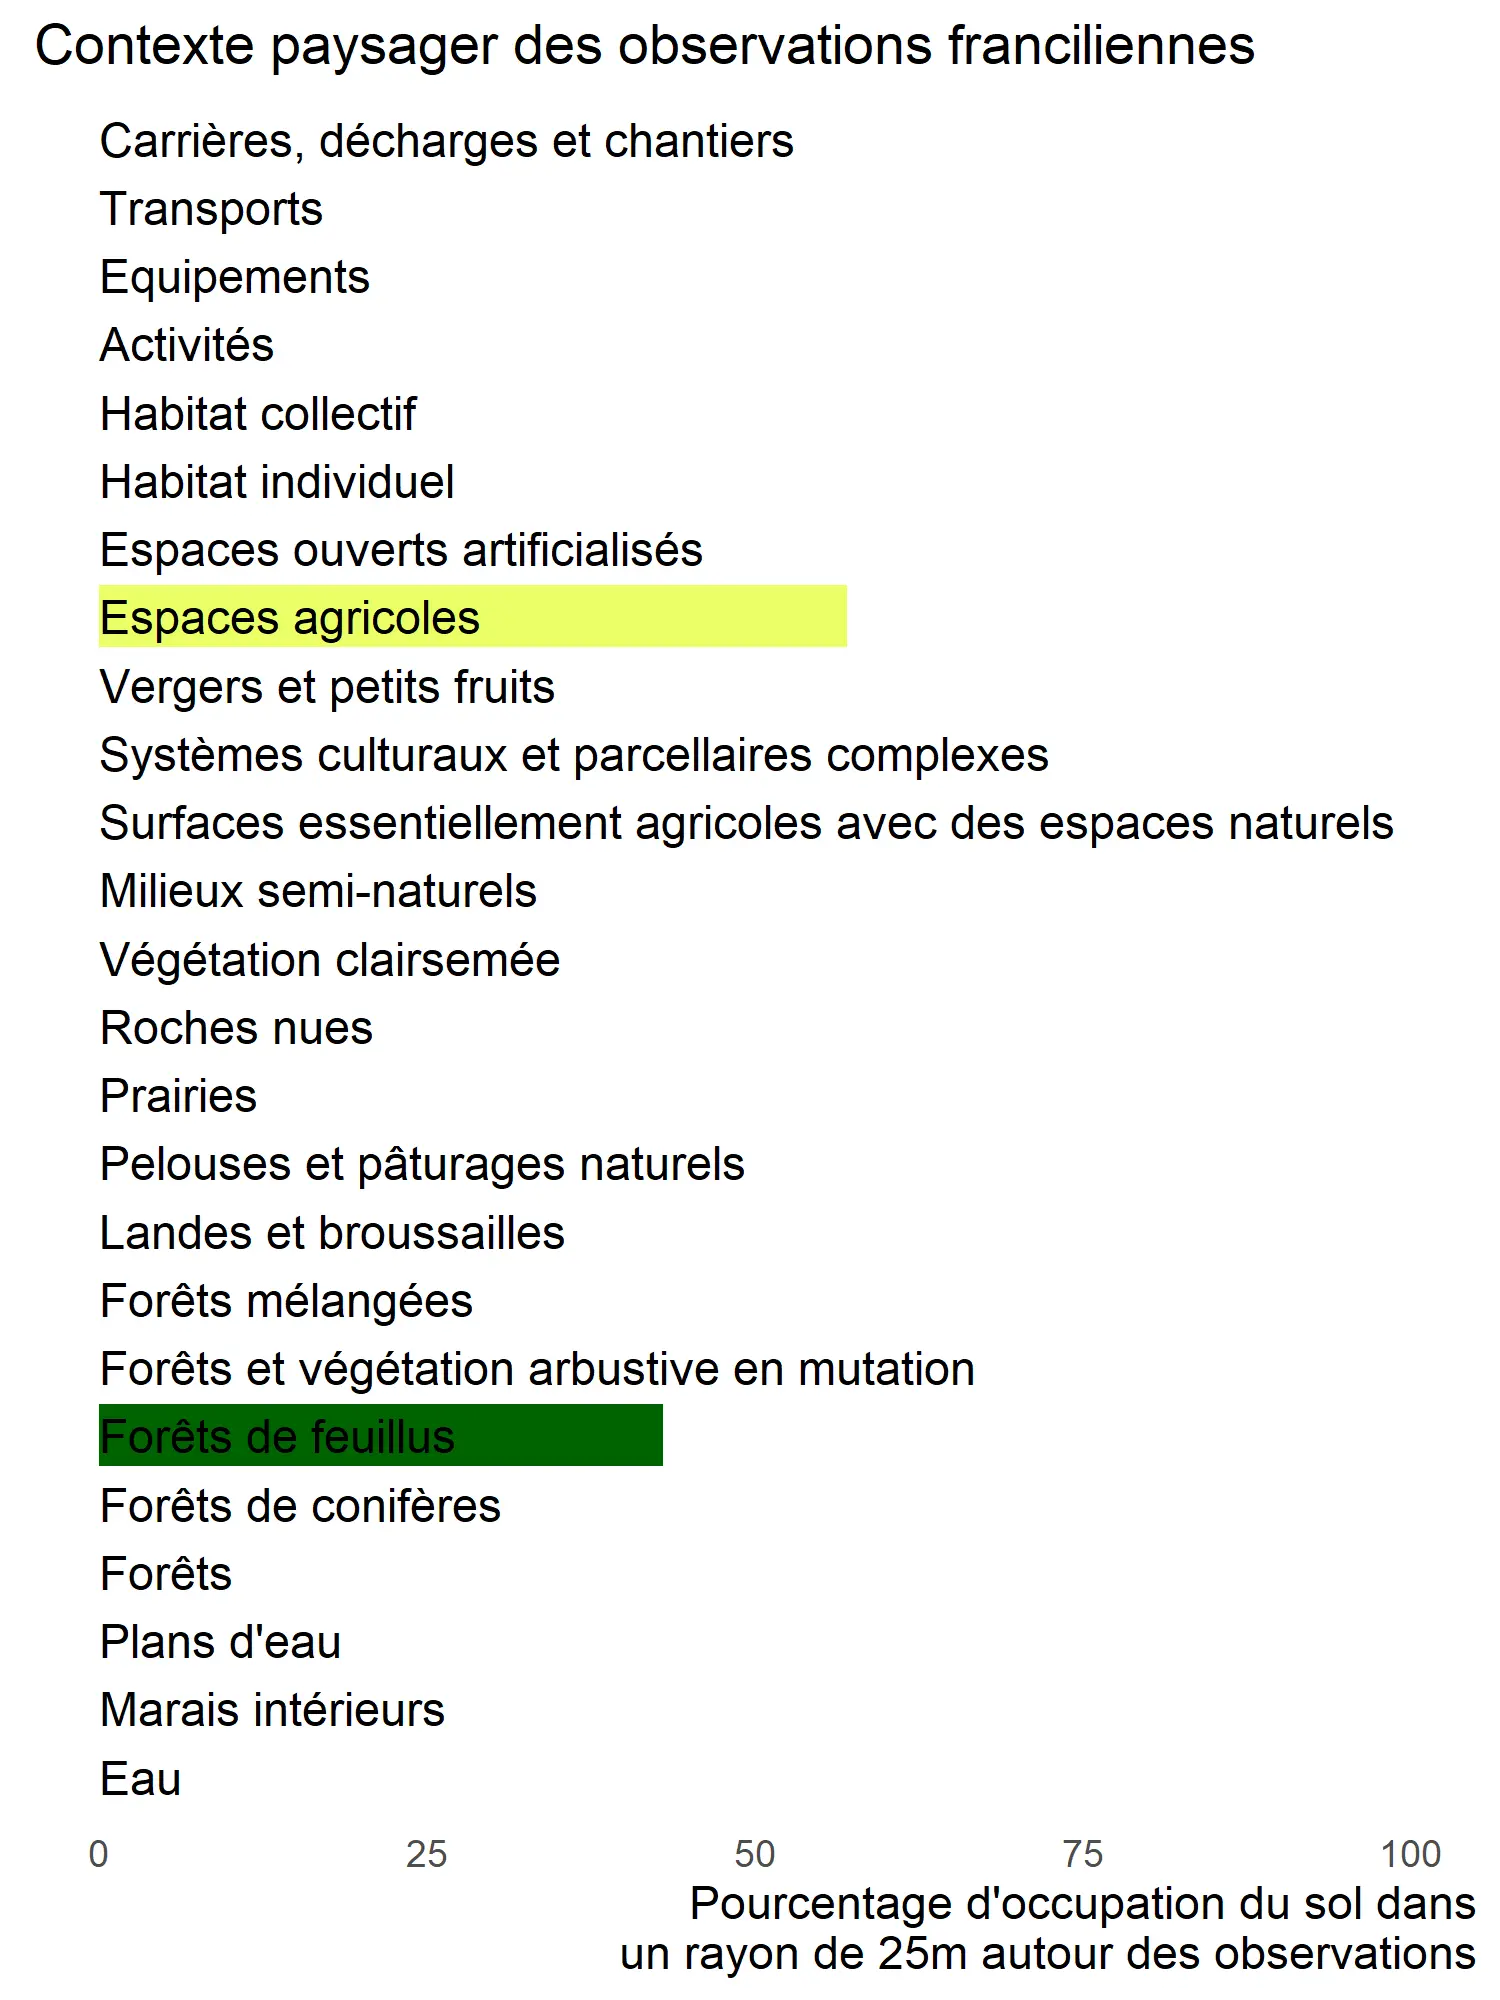 Contexte paysager des observations franciliennes
Carrières, décharges et chantiers
Transports
Equipements
Activités
Habitat collectif
Habitat individuel
Espaces ouverts artificialisés
Espaces agricoles
Vergers et petits fruits
Systèmes culturaux et parcellaires complexes
Surfaces essentiellement agricoles avec des espaces naturels
Milieux semi-naturels
Végétation clairsemée
Roches nues
Prairies
Pelouses et pâturages naturels
Landes et broussailles
Forêts mélangées
Forêts et végétation arbustive en mutation
Forêts de feuillus
Forêts de conifères
Forêts
Plans d'eau
Marais intérieurs
Eau
0 25 50 75 100
Pourcentage d'occupation du sol dans
un rayon de 25m autour des observations